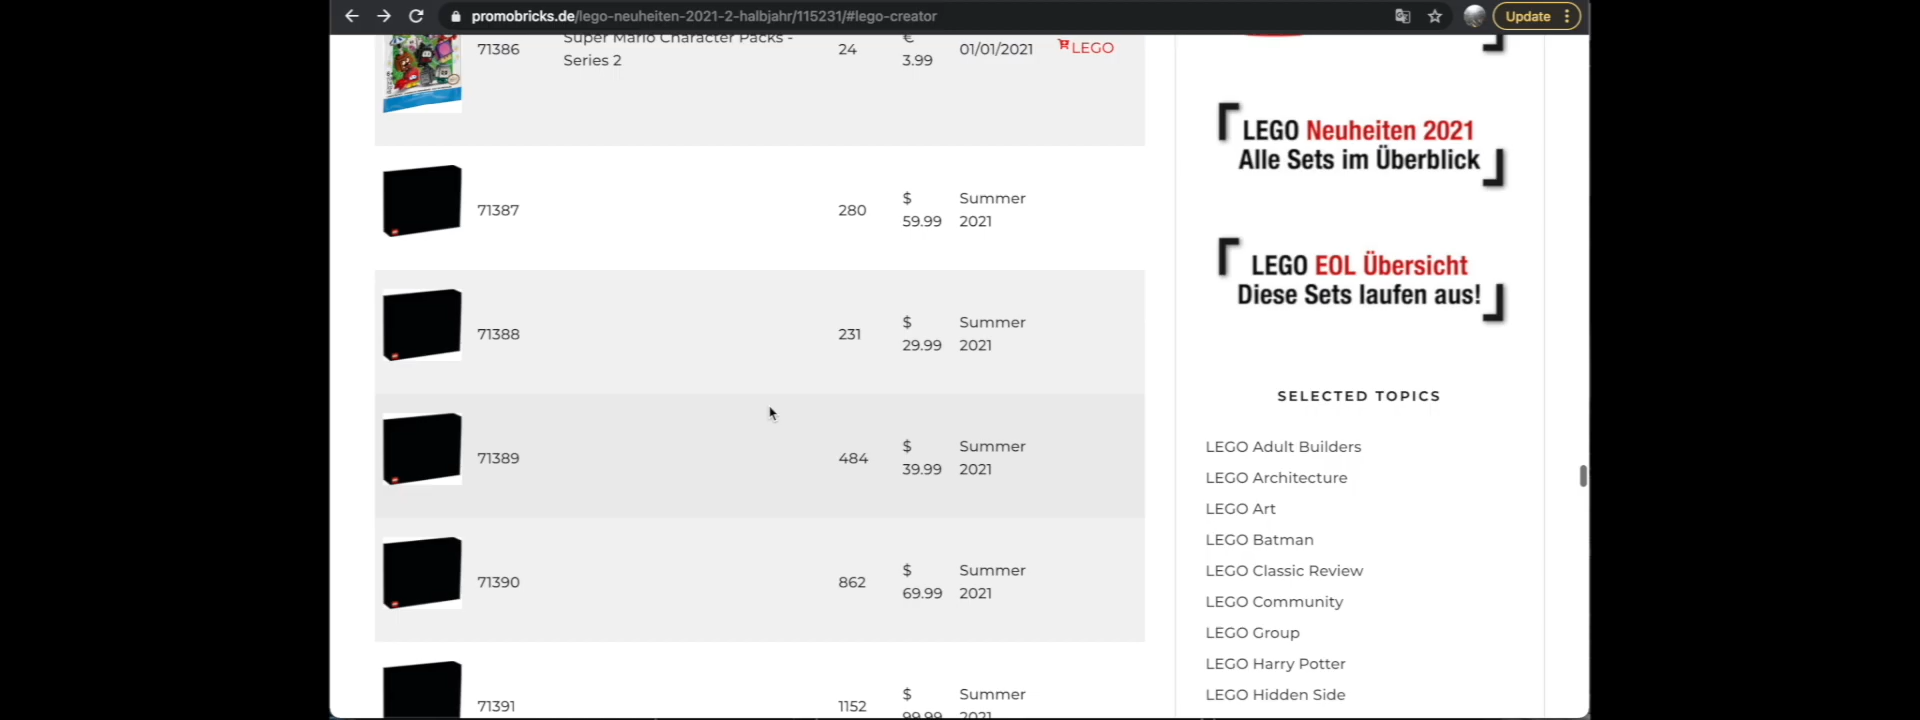 promobricks.de/lego-neuheiten-2021-2-halbjahr/115231/#lego-creator
Update
71386
Super Mario Character Packs -
Series 2
24
€
3.99
01/01/2021
LEGO
71387
280
$
59.99
Summer
2021
71388
231
$
29.99
Summer
2021
71389
484
$
39.99
Summer
2021
71390
862
$
69.99
Summer
2021
71391
1152
$
99.99
Summer
2021
LEGO Neuheiten 2021
Alle Sets im Überblick
LEGO EOL Übersicht
Diese Sets laufen aus!
SELECTED TOPICS
LEGO Adult Builders
LEGO Architecture
LEGO Art
LEGO Batman
LEGO Classic Review
LEGO Community
LEGO Group
LEGO Harry Potter
LEGO Hidden Side